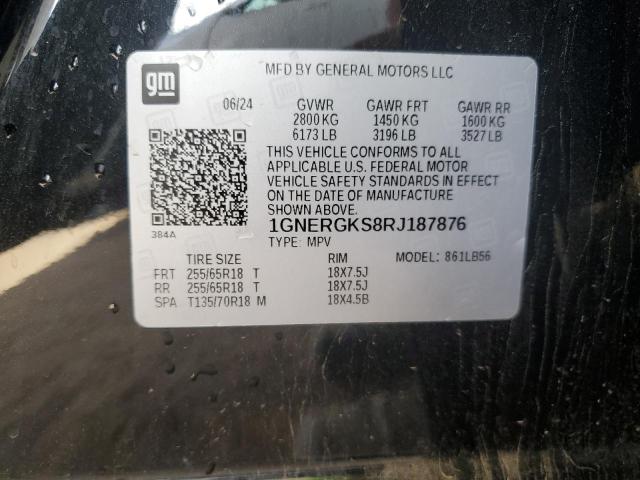 gm
MFD BY GENERAL MOTORS LLC
06/24 GVWR GAWR FRT GAWR RR
2800 KG 1450 KG 1600 KG
6173 LB 3196 LB 3527 LB
THIS VEHICLE CONFORMS TO ALL
APPLICABLE U.S. FEDERAL MOTOR
VEHICLE SAFETY STANDARDS IN EFFECT
ON THE DATE OF MANUFACTURE
SHOWN ABOVE.
384A
1GNERGKS8RJ187876
TYPE: MPV MODEL: 861LB56
TIRE SIZE RIM
FRT 255/65R18 T 18X7.5J
RR 255/65R18 T 18X7.5J
SPA T135/70R18 M 18X4.5B